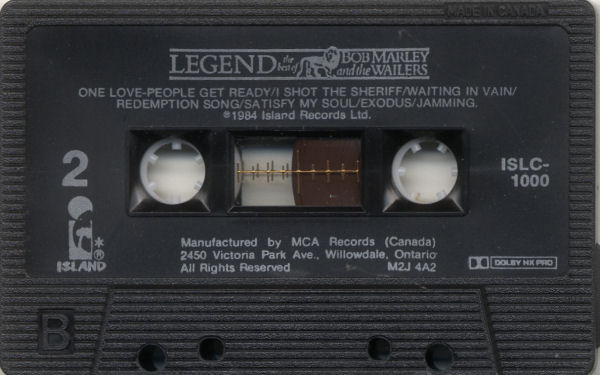 MADE IN CANADA
LEGEND the best of BOB MARLEY and the WAILERS
ONE LOVE-PEOPLE GET READY/I SHOT THE SHERIFF/WAITING IN VAIN/
REDEMPTION SONG/SATISFY MY SOUL/EXODUS/JAMMING.
℗1984 Island Records Ltd.
2
ISLC-
1000
ISLAND
*®
Manufactured by MCA Records (Canada)
2450 Victoria Park Ave., Willowdale, Ontario
All Rights Reserved M2J 4A2
DOLBY HX PRO
B